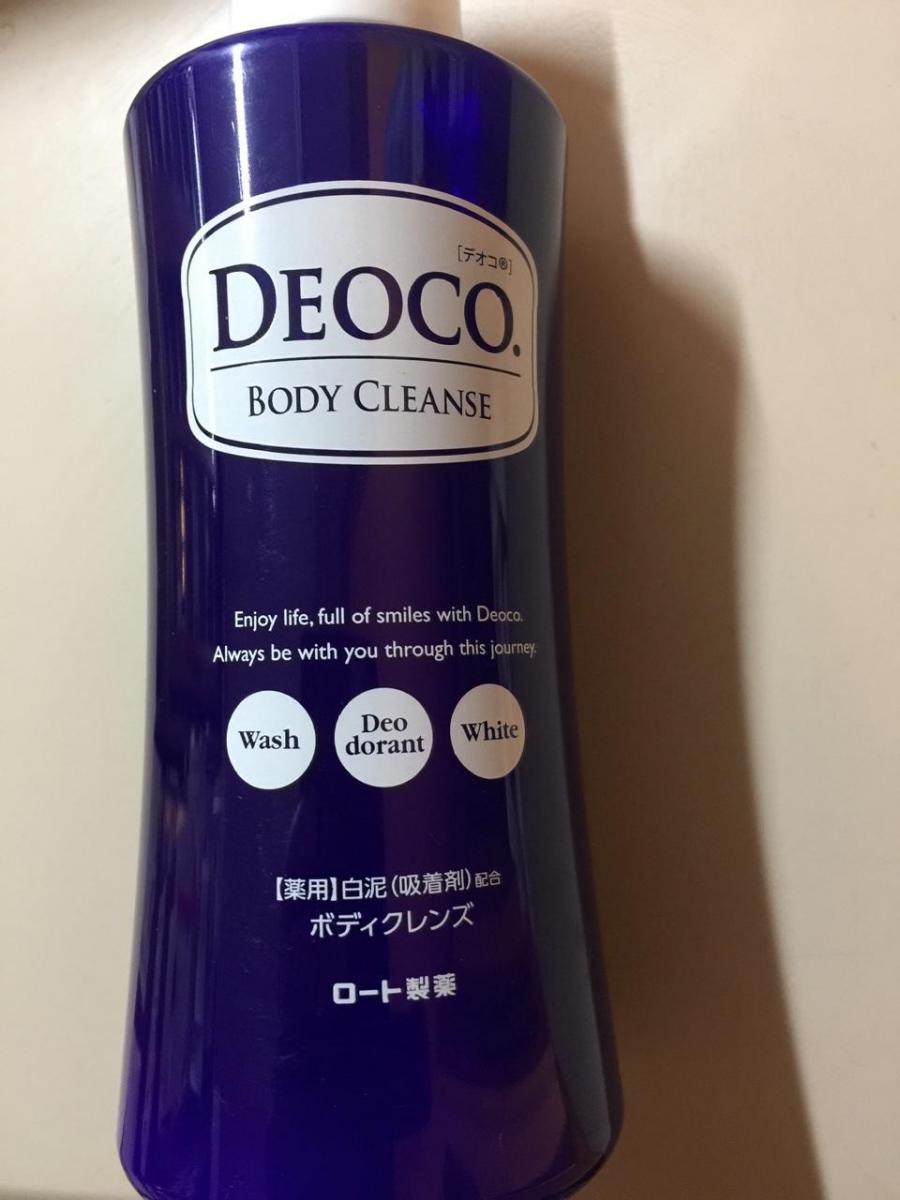 [デオコ®]
DEOCO.
BODY CLEANSE
Enjoy life, full of smiles with Deoco.
Always be with you through this journey.
Wash
Deo
dorant
White
【薬用】白泥(吸着剤)配合
ボディクレンズ
ロート製薬